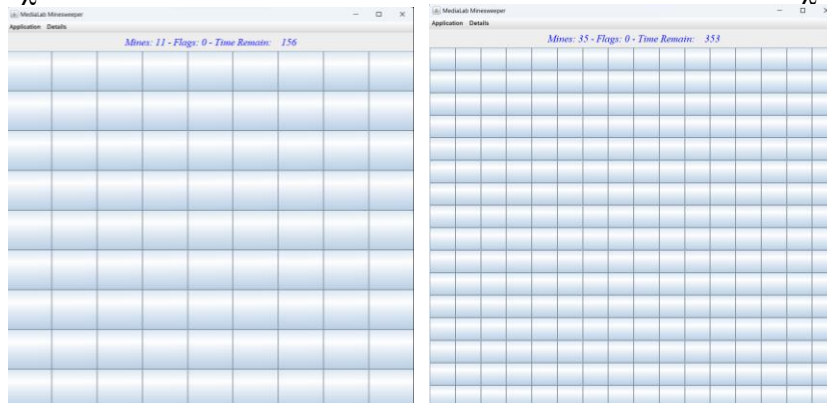 MediaLab Minesweeper
Application Details
Mines: 11 - Flags: 0 - Time Remain: 156
MediaLab Minesweeper
Application Details
Mines: 35 - Flags: 0 - Time Remain: 353